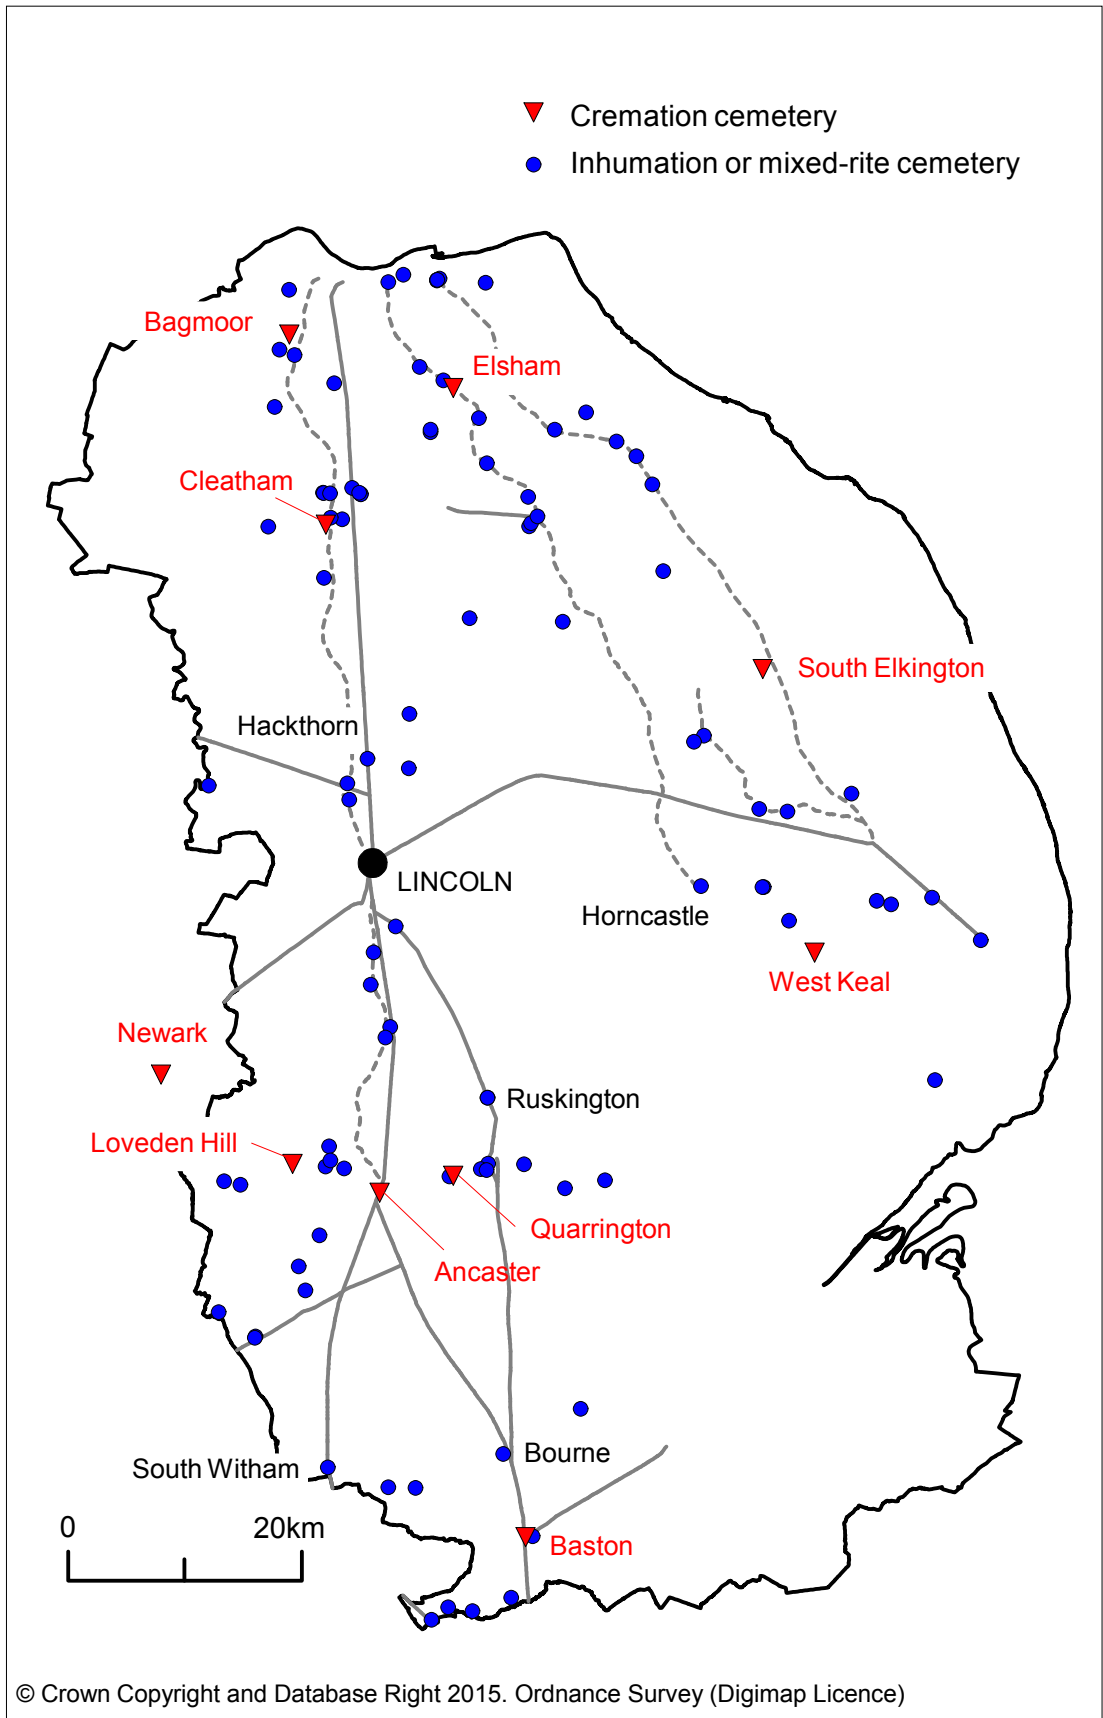 Cremation cemetery
Inhumation or mixed-rite cemetery
Bagmoor
Elsham
Cleatham
South Elkington
Hackthorn
LINCOLN
Horncastle
West Keal
Newark
Ruskington
Loveden Hill
Quarrington
Ancaster
Bourne
South Witham
0 20km
Baston
© Crown Copyright and Database Right 2015. Ordnance Survey (Digimap Licence)